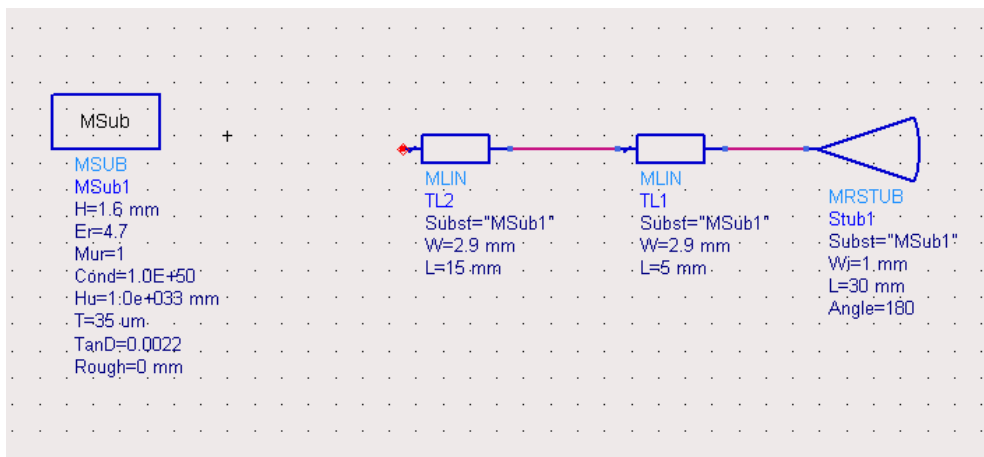 MSub
MSUB
MSub1
H=1.6 mm
Er=4.7
Mur=1
Cond=1.0E+50
Hu=1.0e+033 mm
T=35 um
TanD=0.0022
Rough=0 mm
MLIN
TL2
Subst="MSub1"
W=2.9 mm
L=15 mm
MLIN
TL1
Subst="MSub1"
W=2.9 mm
L=5 mm
MRSTUB
Stub1
Subst="MSub1"
Wi=1 mm
L=30 mm
Angle=180